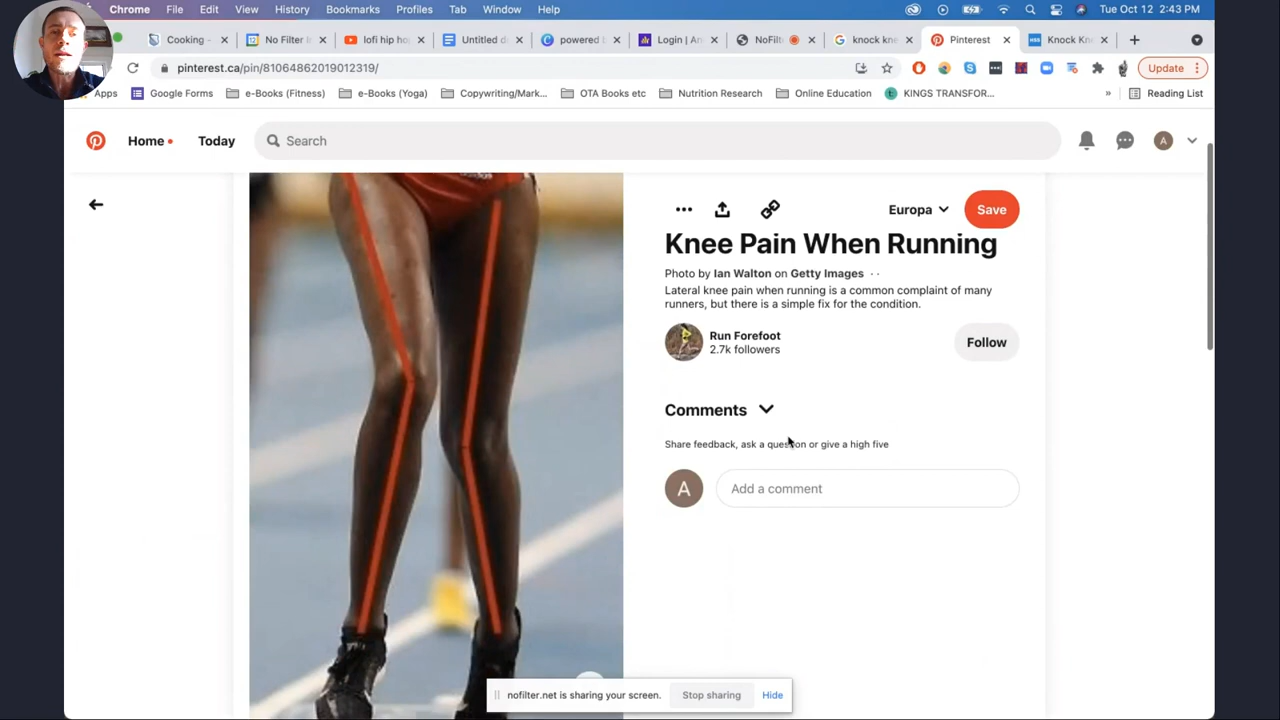 Chrome File Edit View History Bookmarks Profiles Tab Window Help Tue Oct 12 2:43 PM
Cooking - No Filter lofi hip ho Untitled d powered Login | A NoFilt knock kne Pinterest Knock Kn
pinterest.ca/pin/81064862019012319/ Update
Apps Google Forms e-Books (Fitness) e-Books (Yoga) Copywriting/Mark... OTA Books etc Nutrition Research Online Education KINGS TRANSFOR... » Reading List
Home Today Search A
Europa Save
Knee Pain When Running
Photo by Ian Walton on Getty Images · ·
Lateral knee pain when running is a common complaint of many
runners, but there is a simple fix for the condition.
Run Forefoot
2.7k followers
Follow
Comments
Share feedback, ask a question or give a high five
A Add a comment
nofilter.net is sharing your screen. Stop sharing Hide